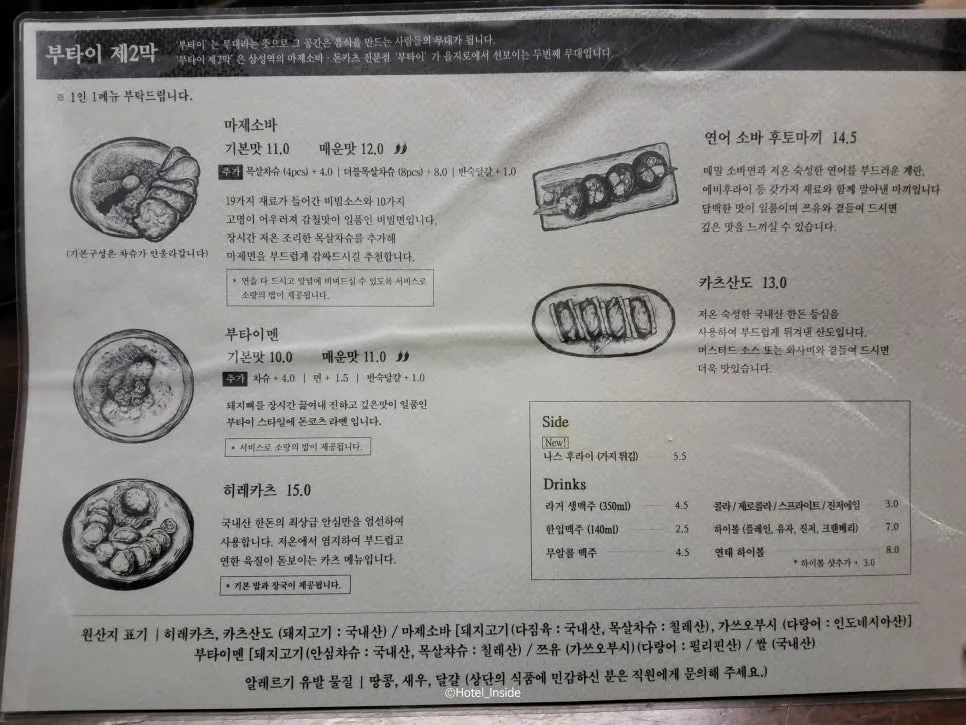 부타이 제2막
'부타이'는 무대라는 뜻으로 그 공간은 음식을 만드는 사람들의 무대가 됩니다.
'부타이 제2막' 은 삼성역의 마제소바 · 돈카츠 전문점 '부타이' 가 을지로에서 선보이는 두번째 무대입니다.
※ 1인 1메뉴 부탁드립니다.
마제소바
기본맛 11.0 매운맛 12.0
추가 목살차슈 (4pcs) + 4.0 | 더블목살차슈 (8pcs) + 8.0 | 반숙달걀 + 1.0
19가지 재료가 들어간 비밀소스와 10가지
고명이 어우러져 감칠맛이 일품인 비빔면입니다.
장시간 저온 조리한 목살차슈를 추가해
마제면을 부드럽게 감싸드시길 추천합니다.
(기본구성은 차슈가 안올라갑니다)
* 면을 다 드시고 양념에 비벼드실 수 있도록 서비스로
소량의 밥이 제공됩니다.
부타이멘
기본맛 10.0 매운맛 11.0
추가 차슈 + 4.0 | 면 + 1.5 | 반숙달걀 + 1.0
돼지뼈를 장시간 끓여내 진하고 깊은맛이 일품인
부타이 스타일에 돈코츠 라멘 입니다.
* 서비스로 소량의 밥이 제공됩니다.
히레카츠 15.0
국내산 한돈의 최상급 안심만을 엄선하여
사용합니다. 저온에서 염지하여 부드럽고
연한 육질이 돋보이는 카츠 메뉴입니다.
* 기본 밥과 장국이 제공됩니다.
연어 소바 후토마끼 14.5
메밀 소바면과 저온 숙성한 연어를 부드러운 계란,
에비후라이 등 갖가지 재료와 함께 말아낸 마끼입니다
담백한 맛이 일품이며 쯔유와 곁들여 드시면
깊은 맛을 느끼실 수 있습니다.
카츠산도 13.0
저온 숙성한 국내산 한돈 등심을
사용하여 부드럽게 튀겨낸 산도입니다.
머스터드 소스 또는 와사비와 곁들여 드시면
더욱 맛있습니다.
Side
New!
나스 후라이 (가지 튀김) 5.5
Drinks
라거 생맥주 (350ml) 4.5
한입맥주 (140ml) 2.5
무알콜 맥주 4.5
콜라 / 제로콜라 / 스프라이트 / 진저에일 3.0
하이볼 (플레인, 유자, 진저, 크랜베리) 7.0
연태 하이볼 8.0
* 하이볼 샷추가 + 3.0
원산지 표기 | 히레카츠, 카츠산도 (돼지고기 : 국내산) / 마제소바 [돼지고기(다짐육 : 국내산, 목살차슈 : 칠레산), 가쓰오부시 (다랑어 : 인도네시아산)]
부타이멘 [돼지고기(안심챠슈 : 국내산, 목살챠슈 : 칠레산) / 쯔유 (가쓰오부시)(다랑어 : 필리핀산) / 쌀 (국내산)
알레르기 유발 물질 | 땅콩, 새우, 달걀 (상단의 식품에 민감하신 분은 직원에게 문의해 주세요.)
©Hotel_Inside